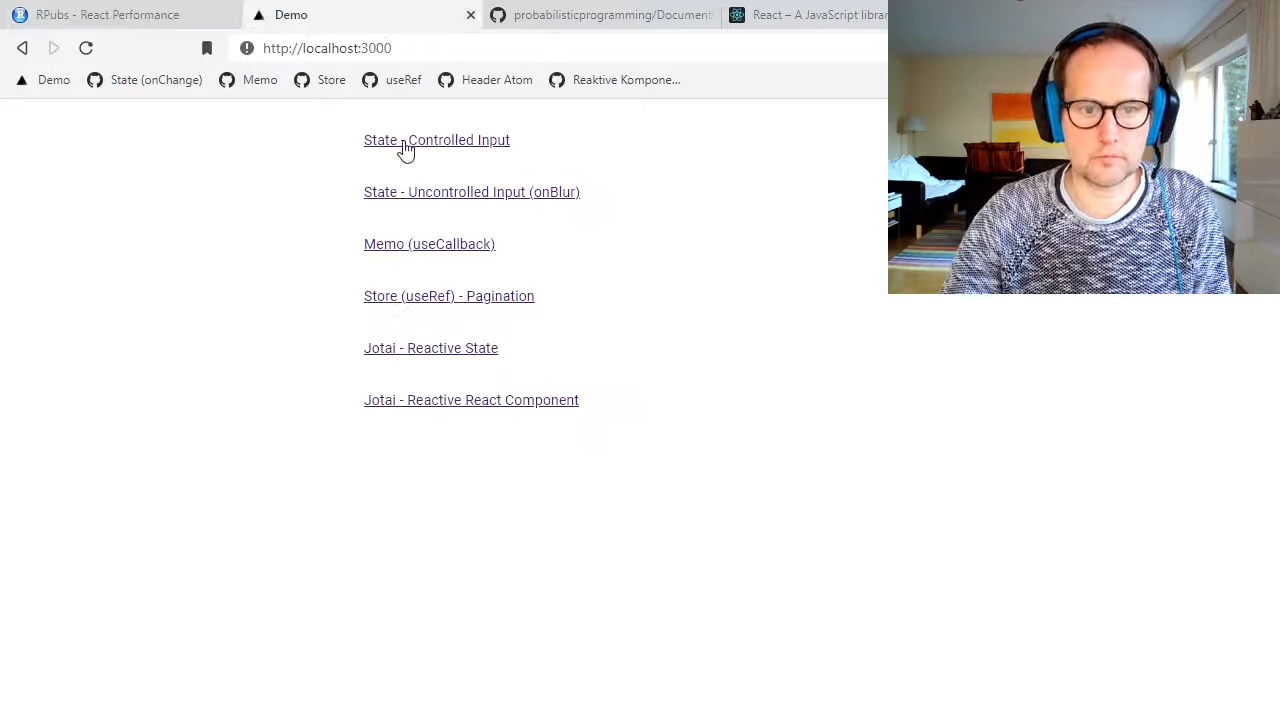 RPubs - React Performance
Demo
probabilisticprogramming/Document
React – A JavaScript librar
http://localhost:3000
Demo
State (onChange)
Memo
Store
useRef
Header Atom
Reaktive Kompone...
State - Controlled Input
State - Uncontrolled Input (onBlur)
Memo (useCallback)
Store (useRef) - Pagination
Jotai - Reactive State
Jotai - Reactive React Component